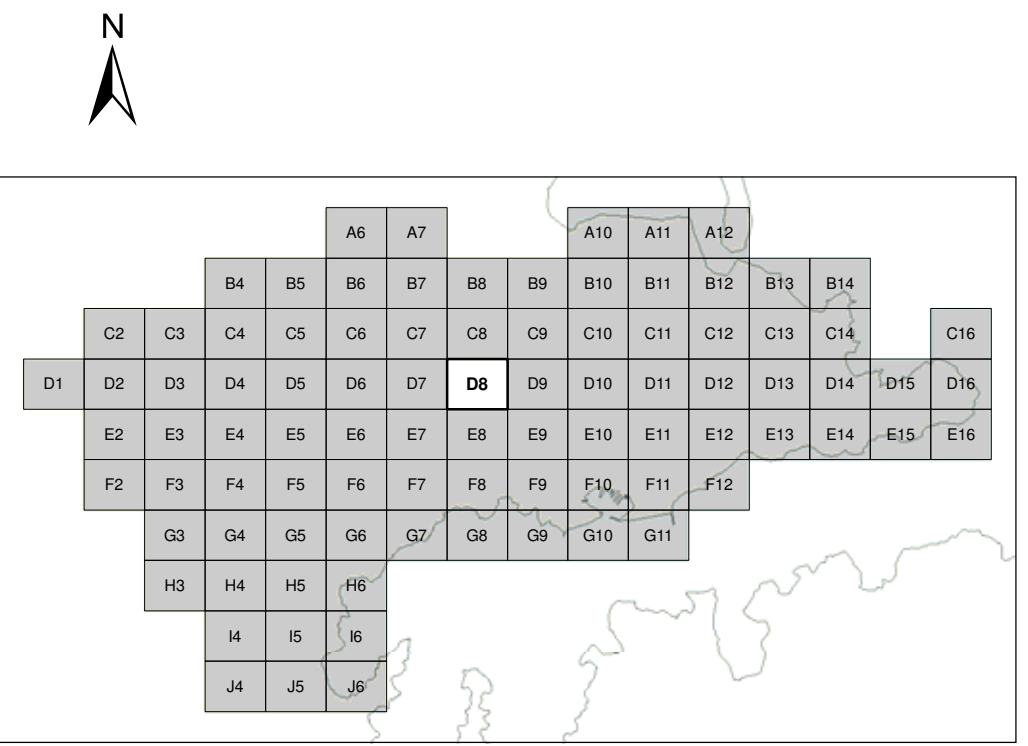 N
A6 A7 A10 A11 A12
B4 B5 B6 B7 B8 B9 B10 B11 B12 B13 B14
C2 C3 C4 C5 C6 C7 C8 C9 C10 C11 C12 C13 C14 C16
D1 D2 D3 D4 D5 D6 D7 D8 D9 D10 D11 D12 D13 D14 D15 D16
E2 E3 E4 E5 E6 E7 E8 E9 E10 E11 E12 E13 E14 E15 E16
F2 F3 F4 F5 F6 F7 F8 F9 F10 F11 F12
G3 G4 G5 G6 G7 G8 G9 G10 G11
H3 H4 H5 H6
I4 I5 I6
J4 J5 J6